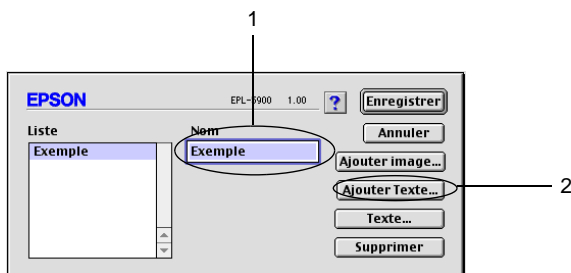 1
EPSON
EPL-5900 1.00 ? Enregistrer
Liste Nom Annuler
Exemple Exemple
Ajouter image...
Ajouter Texte... 2
Texte...
Supprimer